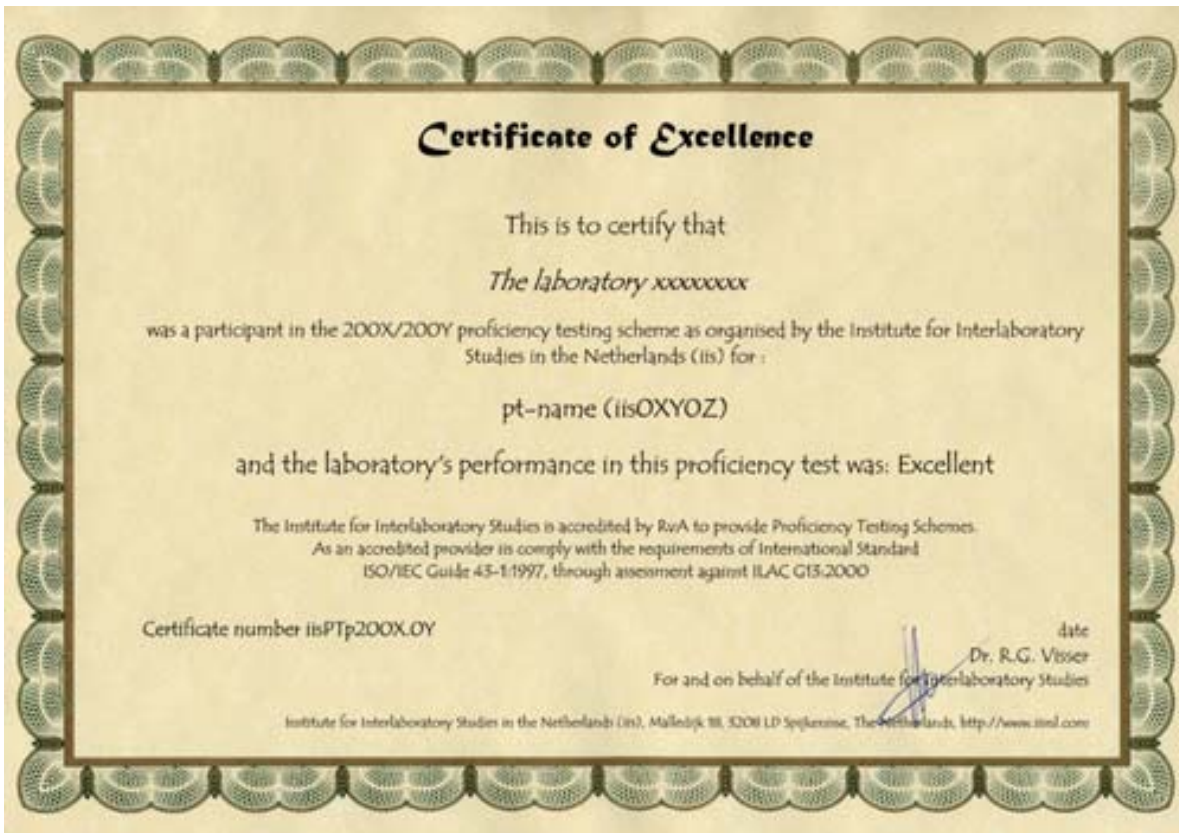 Certificate of Excellence
This is to certify that
The laboratory xxxxxxxx
was a participant in the 200X/200Y proficiency testing scheme as organised by the Institute for Interlaboratory
Studies in the Netherlands (iis) for :
pt-name (iis0XY0Z)
and the laboratory's performance in this proficiency test was: Excellent
The Institute for Interlaboratory Studies is accredited by RvA to provide Proficiency Testing Schemes.
As an accredited provider iis comply with the requirements of International Standard
ISO/IEC Guide 43-1:1997, through assessment against ILAC G13:2000
Certificate number iisPTp200X.0Y
date
Dr. R.G. Visser
For and on behalf of the Institute for Interlaboratory Studies
Institute for Interlaboratory Studies in the Netherlands (iis), Malledijk 18, 3208 LD Spijkenisse, The Netherlands, http://www.iisnl.com